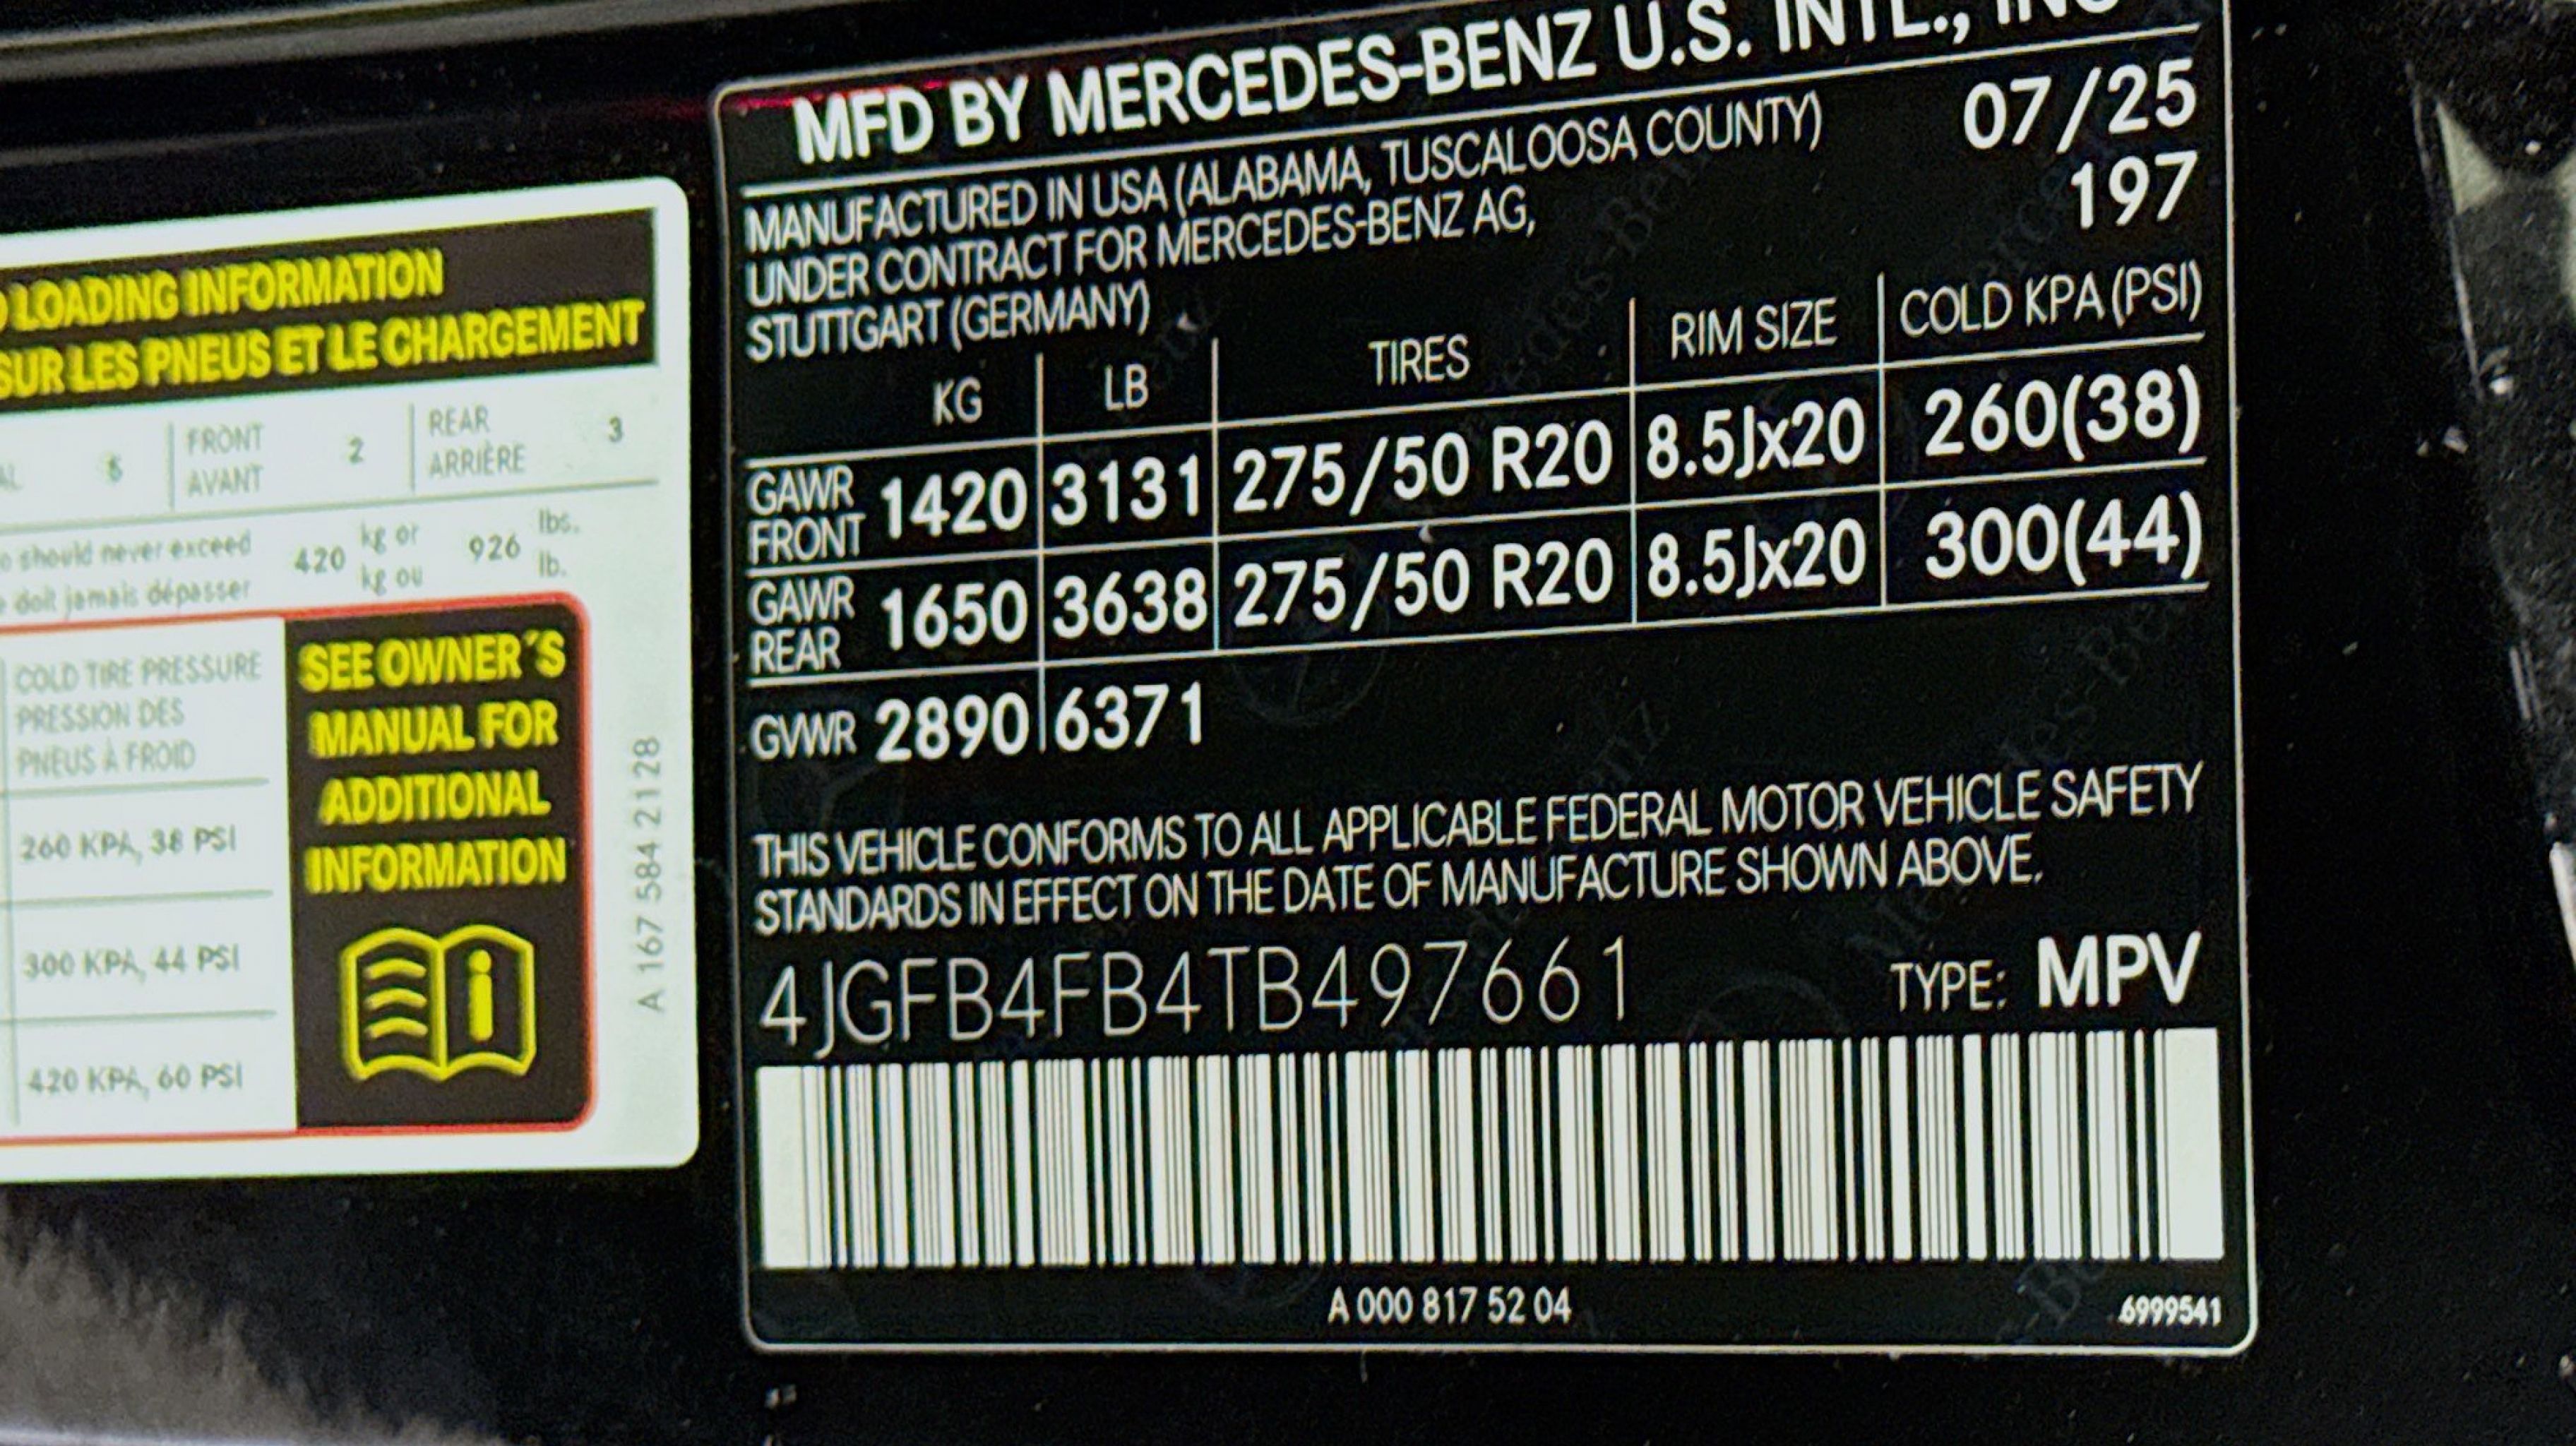 LOADING INFORMATION
SUR LES PNEUS ET LE CHARGEMENT
FRONT 2 REAR 3
AVANT ARRIÈRE
should never exceed 420 kg or 926 lbs.
doit jamais dépasser kg ou lb.
COLD TIRE PRESSURE
PRESSION DES
PNEUS À FROID
260 KPA, 38 PSI
300 KPA, 44 PSI
420 KPA, 60 PSI
SEE OWNER´S
MANUAL FOR
ADDITIONAL
INFORMATION
A 167 584 21 28
MFD BY MERCEDES-BENZ U.S. INTL., INC
MANUFACTURED IN USA (ALABAMA, TUSCALOOSA COUNTY) 07/25
UNDER CONTRACT FOR MERCEDES-BENZ AG, 197
STUTTGART (GERMANY)
KG LB TIRES RIM SIZE COLD KPA (PSI)
GAWR FRONT 1420 3131 275/50 R20 8.5Jx20 260(38)
GAWR REAR 1650 3638 275/50 R20 8.5Jx20 300(44)
GVWR 2890 6371
THIS VEHICLE CONFORMS TO ALL APPLICABLE FEDERAL MOTOR VEHICLE SAFETY
STANDARDS IN EFFECT ON THE DATE OF MANUFACTURE SHOWN ABOVE.
4JGFB4FB4TB497661 TYPE: MPV
A 000 817 52 04 6999541